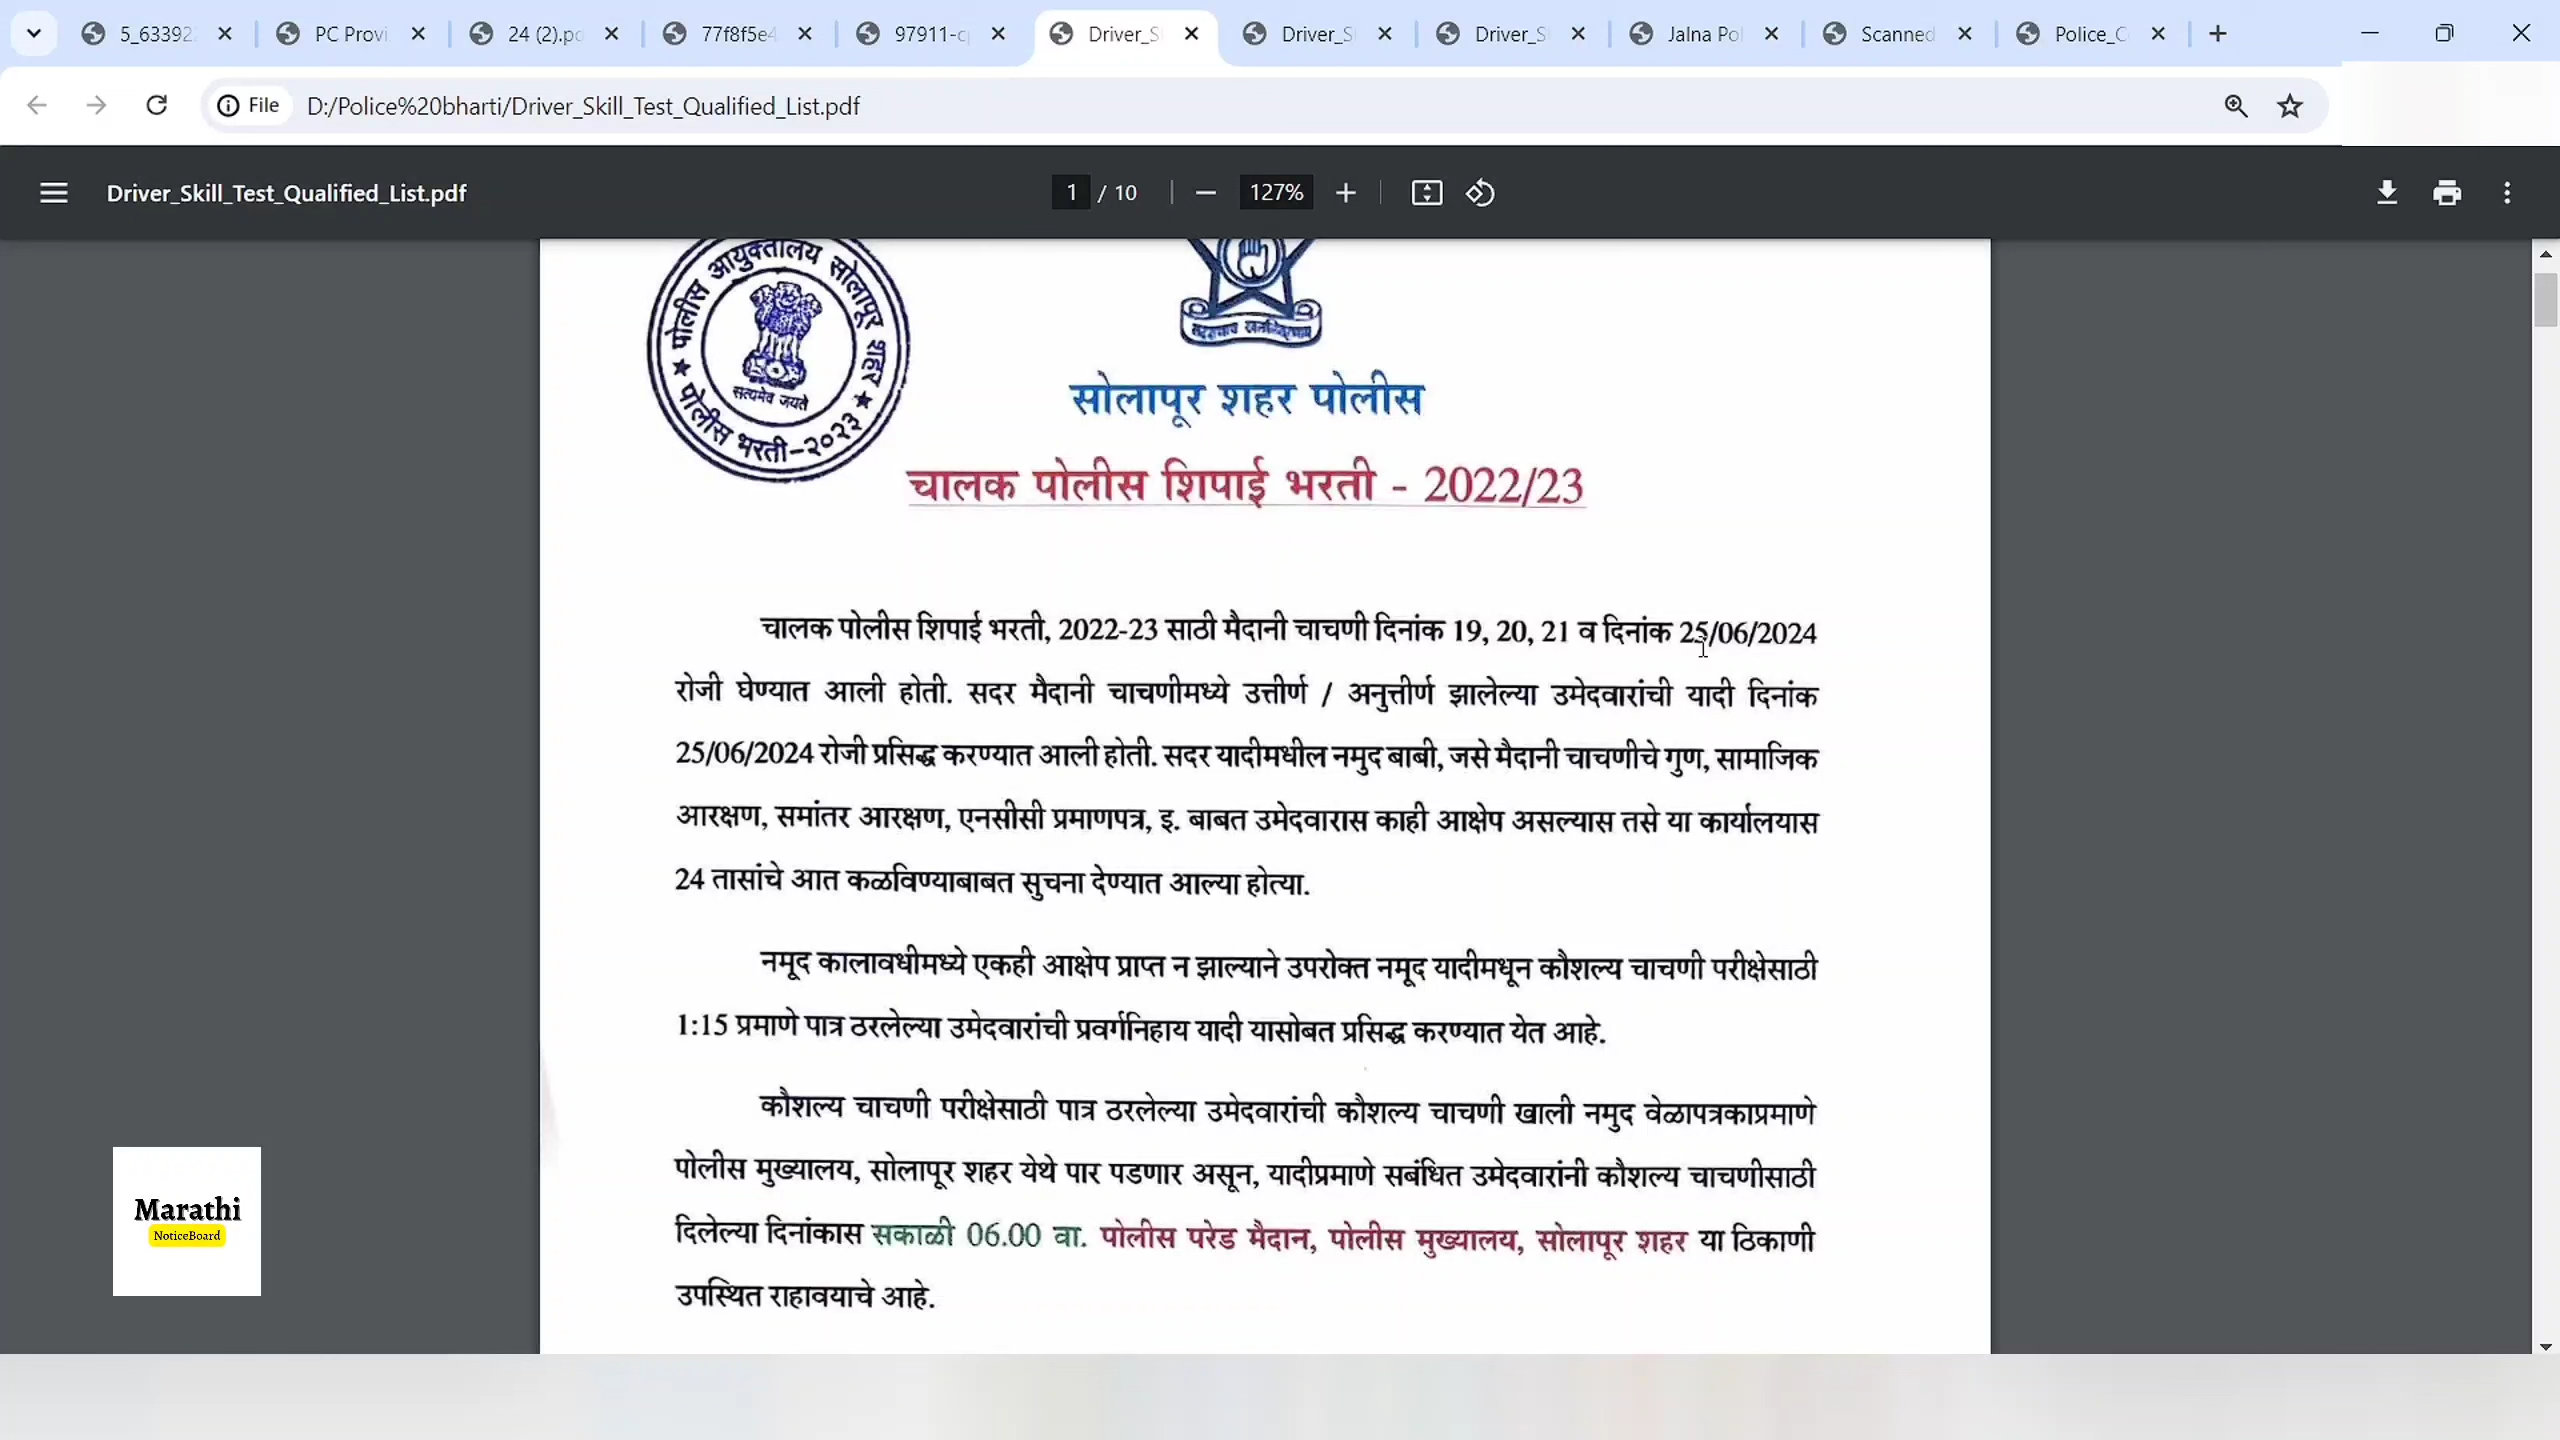 5_63392
PC Provi
24 (2).pd
77f8f5e4
97911-c
Driver_S
Driver_S
Driver_S
Jalna Pol
Scanned
Police_C
File
D:/Police%20bharti/Driver_Skill_Test_Qualified_List.pdf
Driver_Skill_Test_Qualified_List.pdf
1 / 10
127%
पोलीस आयुक्तालय सोलापूर शहर
सत्यमेव जयते
पोलीस भरती-२०२३
सोलापूर शहर पोलीस
चालक पोलीस शिपाई भरती - 2022/23
चालक पोलीस शिपाई भरती, 2022-23 साठी मैदानी चाचणी दिनांक 19, 20, 21 व दिनांक 25/06/2024
रोजी घेण्यात आली होती. सदर मैदानी चाचणीमध्ये उत्तीर्ण / अनुत्तीर्ण झालेल्या उमेदवारांची यादी दिनांक
25/06/2024 रोजी प्रसिद्ध करण्यात आली होती. सदर यादीमधील नमुद बाबी, जसे मैदानी चाचणीचे गुण, सामाजिक
आरक्षण, समांतर आरक्षण, एनसीसी प्रमाणपत्र, इ. बाबत उमेदवारास काही आक्षेप असल्यास तसे या कार्यालयास
24 तासांचे आत कळविण्याबाबत सुचना देण्यात आल्या होत्या.
नमूद कालावधीमध्ये एकही आक्षेप प्राप्त न झाल्याने उपरोक्त नमूद यादीमधून कौशल्य चाचणी परीक्षेसाठी
1:15 प्रमाणे पात्र ठरलेल्या उमेदवारांची प्रवर्गनिहाय यादी यासोबत प्रसिद्ध करण्यात येत आहे.
कौशल्य चाचणी परीक्षेसाठी पात्र ठरलेल्या उमेदवारांची कौशल्य चाचणी खाली नमुद वेळापत्रकाप्रमाणे
पोलीस मुख्यालय, सोलापूर शहर येथे पार पडणार असून, यादीप्रमाणे सबंधित उमेदवारांनी कौशल्य चाचणीसाठी
दिलेल्या दिनांकास सकाळी 06.00 वा. पोलीस परेड मैदान, पोलीस मुख्यालय, सोलापूर शहर या ठिकाणी
उपस्थित राहावयाचे आहे.
Marathi
NoticeBoard